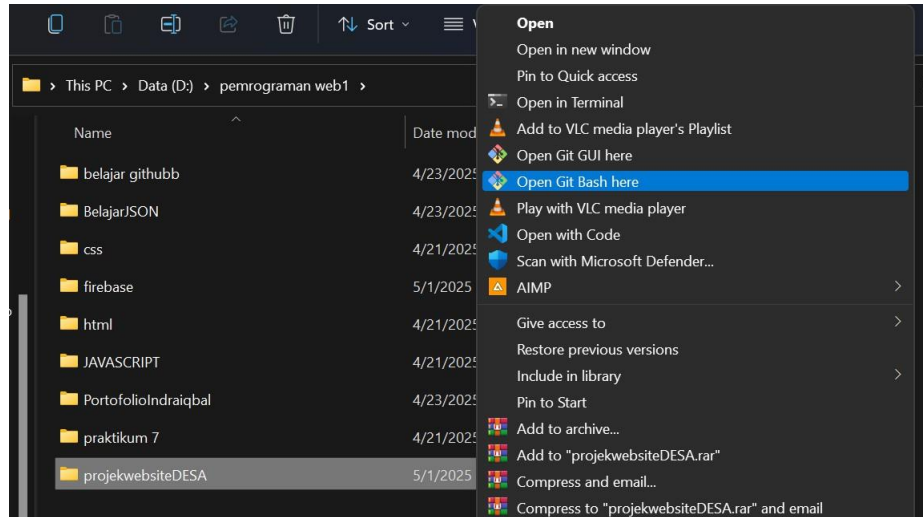 Sort
This PC > Data (D:) > pemrograman web1 >
Name
Date mod
belajar githubb
4/23/2025
BelajarJSON
4/23/2025
css
4/21/2025
firebase
5/1/2025
html
4/21/2025
JAVASCRIPT
4/21/2025
PortofolioIndraiqbal
4/23/2025
praktikum 7
4/21/2025
projekwebsiteDESA
5/1/2025
Open
Open in new window
Pin to Quick access
Open in Terminal
Add to VLC media player's Playlist
Open Git GUI here
Open Git Bash here
Play with VLC media player
Open with Code
Scan with Microsoft Defender...
AIMP
Give access to
Restore previous versions
Include in library
Pin to Start
Add to archive...
Add to "projekwebsiteDESA.rar"
Compress and email...
Compress to "projekwebsiteDESA.rar" and email